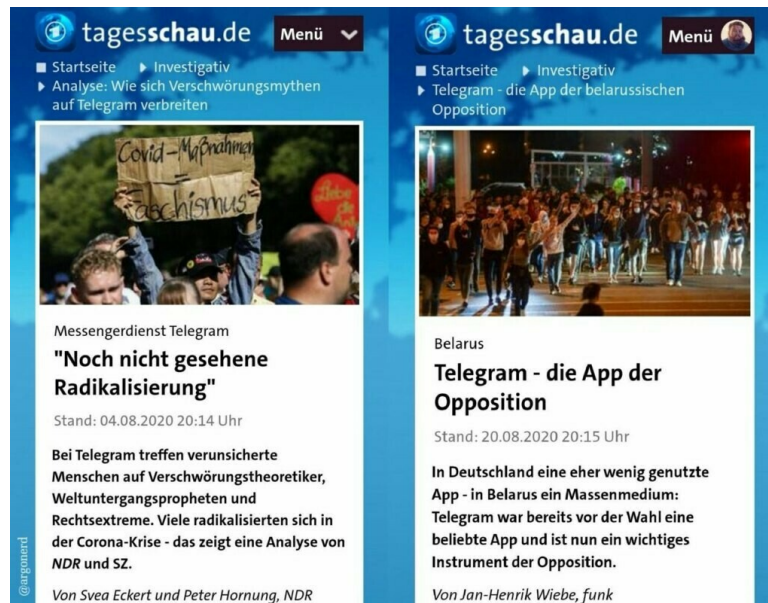 tagesschau.de Menü
Startseite Investigativ
Analyse: Wie sich Verschwörungsmythen
auf Telegram verbreiten
Covid-Maßnahmen
=
Faschismus
Liebe
Messengerdienst Telegram
"Noch nicht gesehene
Radikalisierung"
Stand: 04.08.2020 20:14 Uhr
Bei Telegram treffen verunsicherte
Menschen auf Verschwörungstheoretiker,
Weltuntergangspropheten und
Rechtsextreme. Viele radikalisierten sich in
der Corona-Krise - das zeigt eine Analyse von
NDR und SZ.
Von Svea Eckert und Peter Hornung, NDR
@argonerd
tagesschau.de Menü
Startseite Investigativ
Telegram - die App der belarussischen
Opposition
Belarus
Telegram - die App der
Opposition
Stand: 20.08.2020 20:15 Uhr
In Deutschland eine eher wenig genutzte
App - in Belarus ein Massenmedium:
Telegram war bereits vor der Wahl eine
beliebte App und ist nun ein wichtiges
Instrument der Opposition.
Von Jan-Henrik Wiebe, funk